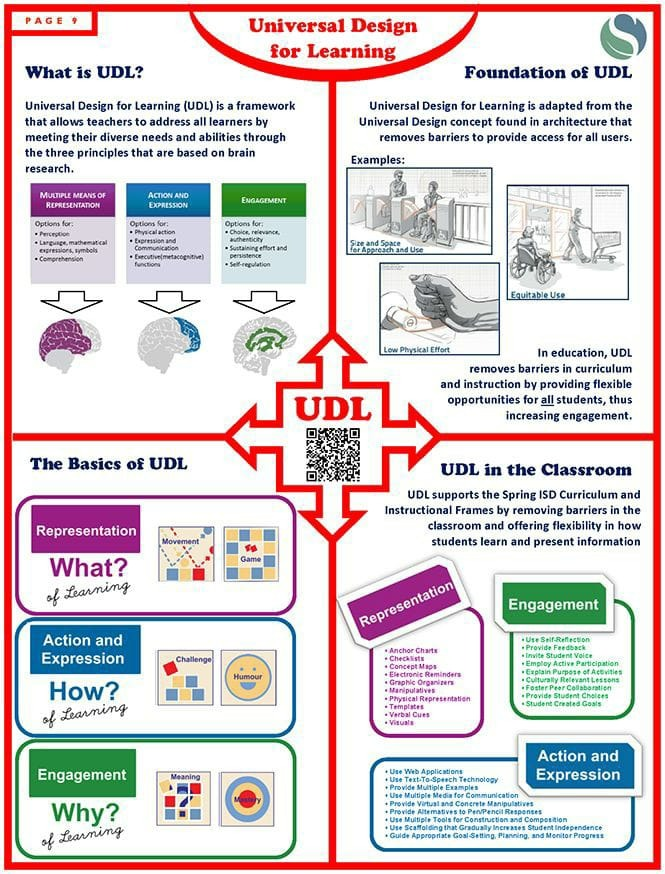 PAGE 9
Universal Design
for Learning
What is UDL?
Universal Design for Learning (UDL) is a framework
that allows teachers to address all learners by
meeting their diverse needs and abilities through
the three principles that are based on brain
research.
MULTIPLE MEANS OF
REPRESENTATION
Options for:
• Perception
• Language, mathematical
expressions, symbols
• Comprehension
ACTION AND
EXPRESSION
Options for:
• Physical action
• Expression and
Communication
• Executive(metacognitive)
functions
ENGAGEMENT
Options for:
• Choice, relevance,
authenticity
• Sustaining effort and
persistence
• Self-regulation
Foundation of UDL
Universal Design for Learning is adapted from the
Universal Design concept found in architecture that
removes barriers to provide access for all users.
Examples:
Size and Space
for Approach and Use
Equitable Use
Low Physical Effort
In education, UDL
removes barriers in curriculum
and instruction by providing flexible
opportunities for all students, thus
increasing engagement.
UDL
The Basics of UDL
Representation
What?
of Learning
Movement
Game
Action and
Expression
How?
of Learning
Challenge
Humour
Engagement
Why?
of Learning
Meaning
?
Mastery
UDL in the Classroom
UDL supports the Spring ISD Curriculum and
Instructional Frames by removing barriers in the
classroom and offering flexibility in how
students learn and present information
Representation
• Anchor Charts
• Checklists
• Concept Maps
• Electronic Reminders
• Graphic Organizers
• Manipulatives
• Physical Representation
• Templates
• Verbal Cues
• Visuals
Engagement
• Use Self-Reflection
• Provide Feedback
• Invite Student Voice
• Employ Active Participation
• Explain Purpose of Activities
• Culturally Relevant Lessons
• Foster Peer Collaboration
• Provide Student Choices
• Student Created Goals
Action and
Expression
• Use Web Applications
• Use Text-To-Speech Technology
• Provide Multiple Examples
• Use Multiple Media for Communication
• Provide Virtual and Concrete Manipulatives
• Provide Alternatives to Pen/Pencil Responses
• Use Multiple Tools for Construction and Composition
• Use Scaffolding that Gradually Increases Student Independence
• Guide Appropriate Goal-Setting, Planning, and Monitor Progress